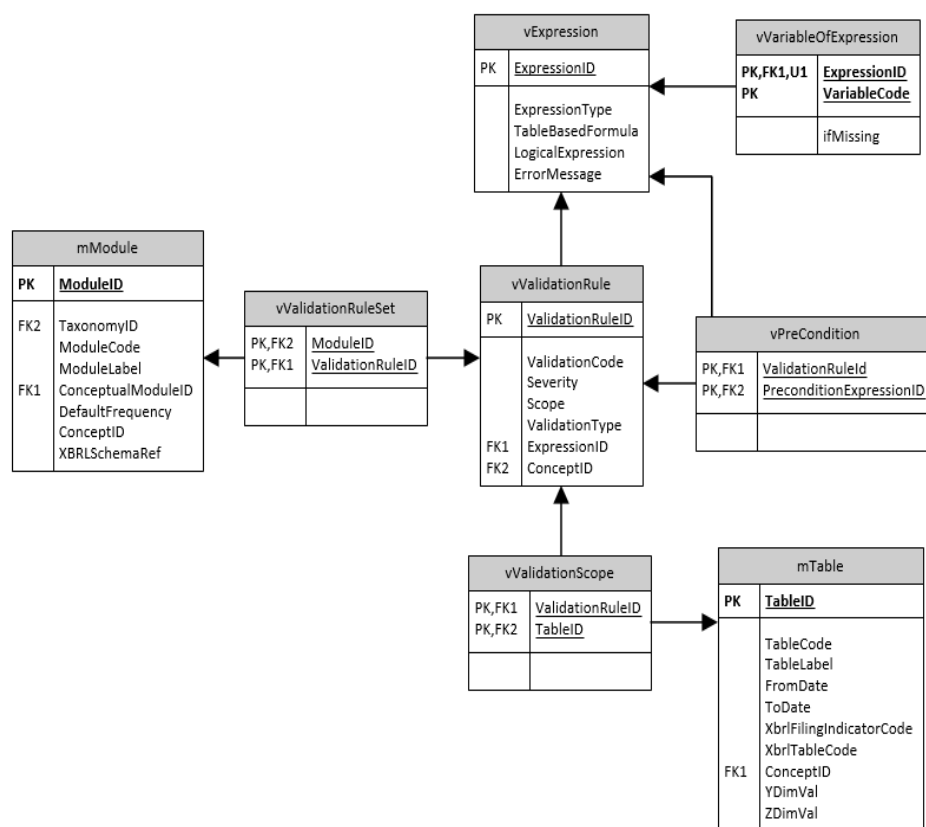 vExpression
PK ExpressionID
ExpressionType
TableBasedFormula
LogicalExpression
ErrorMessage
vVariableOfExpression
PK,FK1,U1 ExpressionID
PK VariableCode
ifMissing
mModule
PK ModuleID
FK2 TaxonomyID
ModuleCode
ModuleLabel
FK1 ConceptualModuleID
DefaultFrequency
ConceptID
XBRLSchemaRef
vValidationRuleSet
PK,FK2 ModuleID
PK,FK1 ValidationRuleID
vValidationRule
PK ValidationRuleID
ValidationCode
Severity
Scope
ValidationType
FK1 ExpressionID
FK2 ConceptID
vPreCondition
PK,FK1 ValidationRuleId
PK,FK2 PreconditionExpressionID
vValidationScope
PK,FK1 ValidationRuleID
PK,FK2 TableID
mTable
PK TableID
TableCode
TableLabel
FromDate
ToDate
XbrlFilingIndicatorCode
XbrlTableCode
FK1 ConceptID
YDimVal
ZDimVal